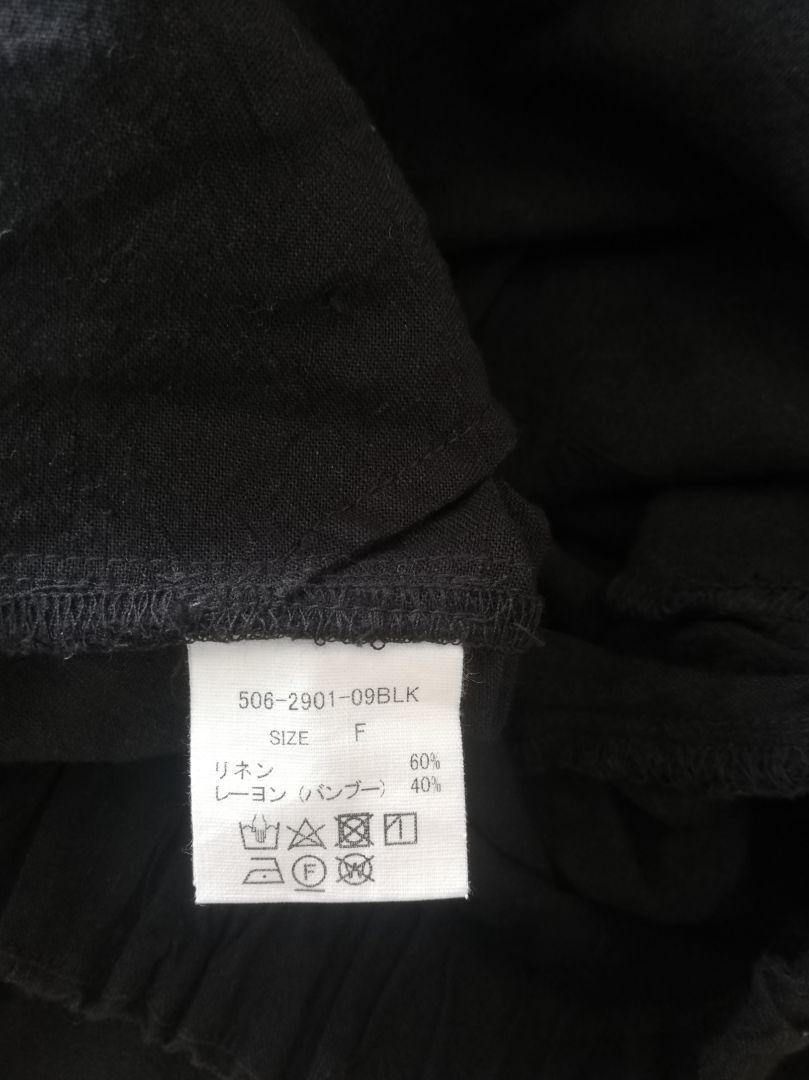 506-2901-09BLK
SIZE F
リネン 60%
レーヨン (バンブー) 40%
F
W